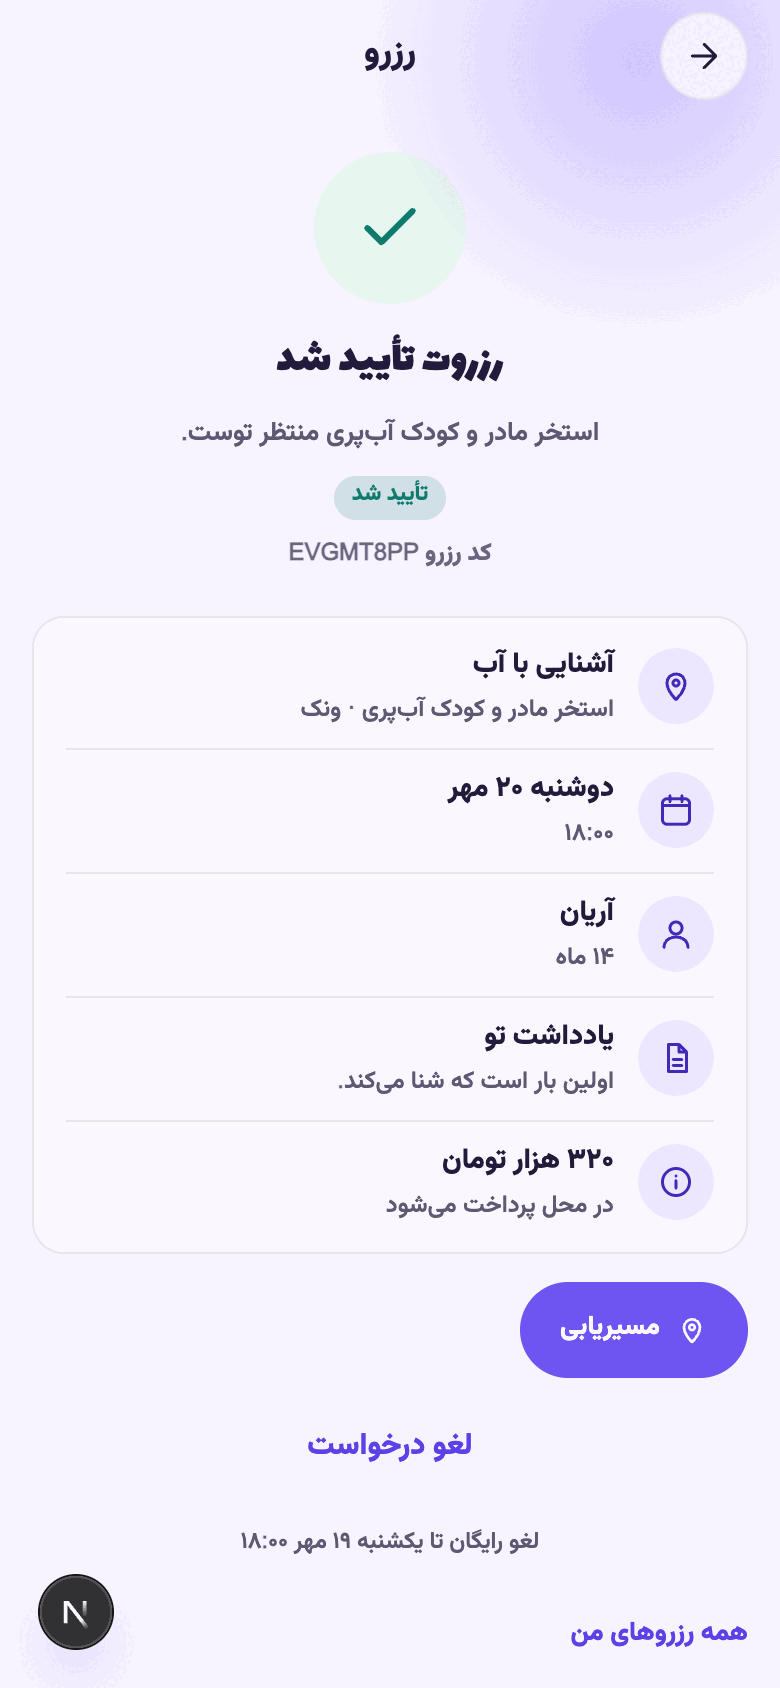 رزرو
رزروت تأیید شد
استخر مادر و کودک آب‌پری منتظر توست.
تأیید شد
کد رزرو EVGMT8PP
آشنایی با آب
استخر مادر و کودک آب‌پری · ونک
دوشنبه ۲۰ مهر
۱۸:۰۰
آریان
۱۴ ماه
یادداشت تو
اولین بار است که شنا می‌کند.
۳۲۰ هزار تومان
در محل پرداخت می‌شود
مسیریابی
لغو درخواست
لغو رایگان تا یکشنبه ۱۹ مهر ۱۸:۰۰
N
همه رزروهای من